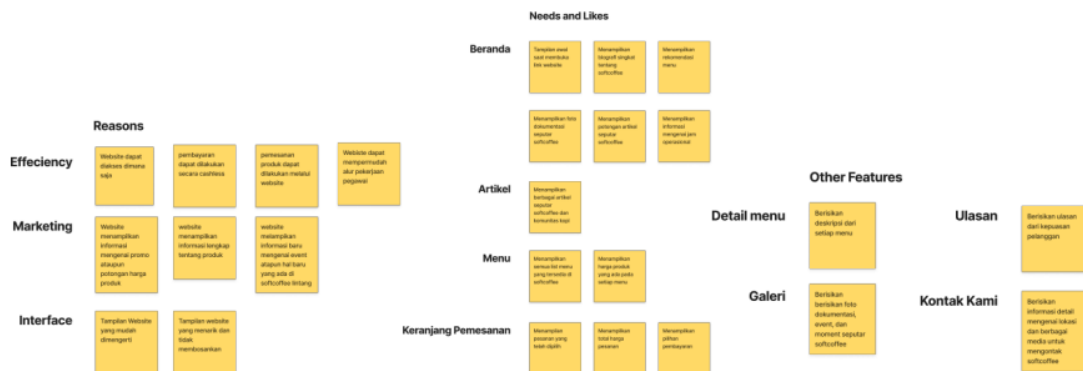 Reasons
Effeciency
Website dapat
diakses dimana
saja
pembayaran
dapat dilakukan
secara cashless
pemesanan
produk dapat
dilakukan melalui
website
Website dapat
mempermudah
alur pekerjaan
pegawai
Marketing
Website
menampilkan
informasi
mengenai promo
ataupun
potongan harga
produk
website
menampilkan
informasi lengkap
tentang produk
website
melampilkan
informasi baru
mengenai event
atapun hal baru
yang ada di
softcoffee lintang
Interface
Tampilan Website
yang mudah
dimengerti
Tampilan website
yang menarik dan
tidak
membosankan
Needs and Likes
Beranda
Tampilan awal
saat membuka
link website
Menampilkan
biografi singkat
tentang
softcoffee
Menampilkan
rekomendasi
menu
Menampilkan foto
dokumentasi
seputar
softcoffee
Menampilkan
potongan artikel
seputar
softcoffee
Menampilkan
informasi
mengenai jam
operasional
Artikel
Menampilkan
berbagai artikel
seputar
softcoffee dan
komunitas kopi
Menu
Menampilkan
semua list menu
yang tersedia di
softcoffee
Menampilkan
harga produk
yang ada pada
setiap menu
Keranjang Pemesanan
Menampilan
pesanan yang
telah dipilih
Menampilkan
total harga
pesanan
Menampilkan
pilihan
pembayaran
Other Features
Detail menu
Berisikan
deskripsi dari
setiap menu
Ulasan
Berisikan ulasan
dari kepuasan
pelanggan
Galeri
Berisikan
berisikan foto
dokumentasi,
event, dan
moment seputar
softcoffee
Kontak Kami
Berisikan
informasi detail
mengenai lokasi
dan berbagai
media untuk
mengontak
softcoffee